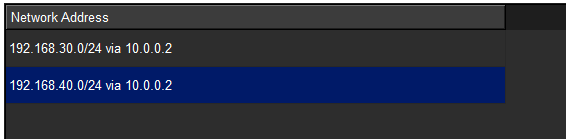 Network Address
192.168.30.0/24 via 10.0.0.2
192.168.40.0/24 via 10.0.0.2